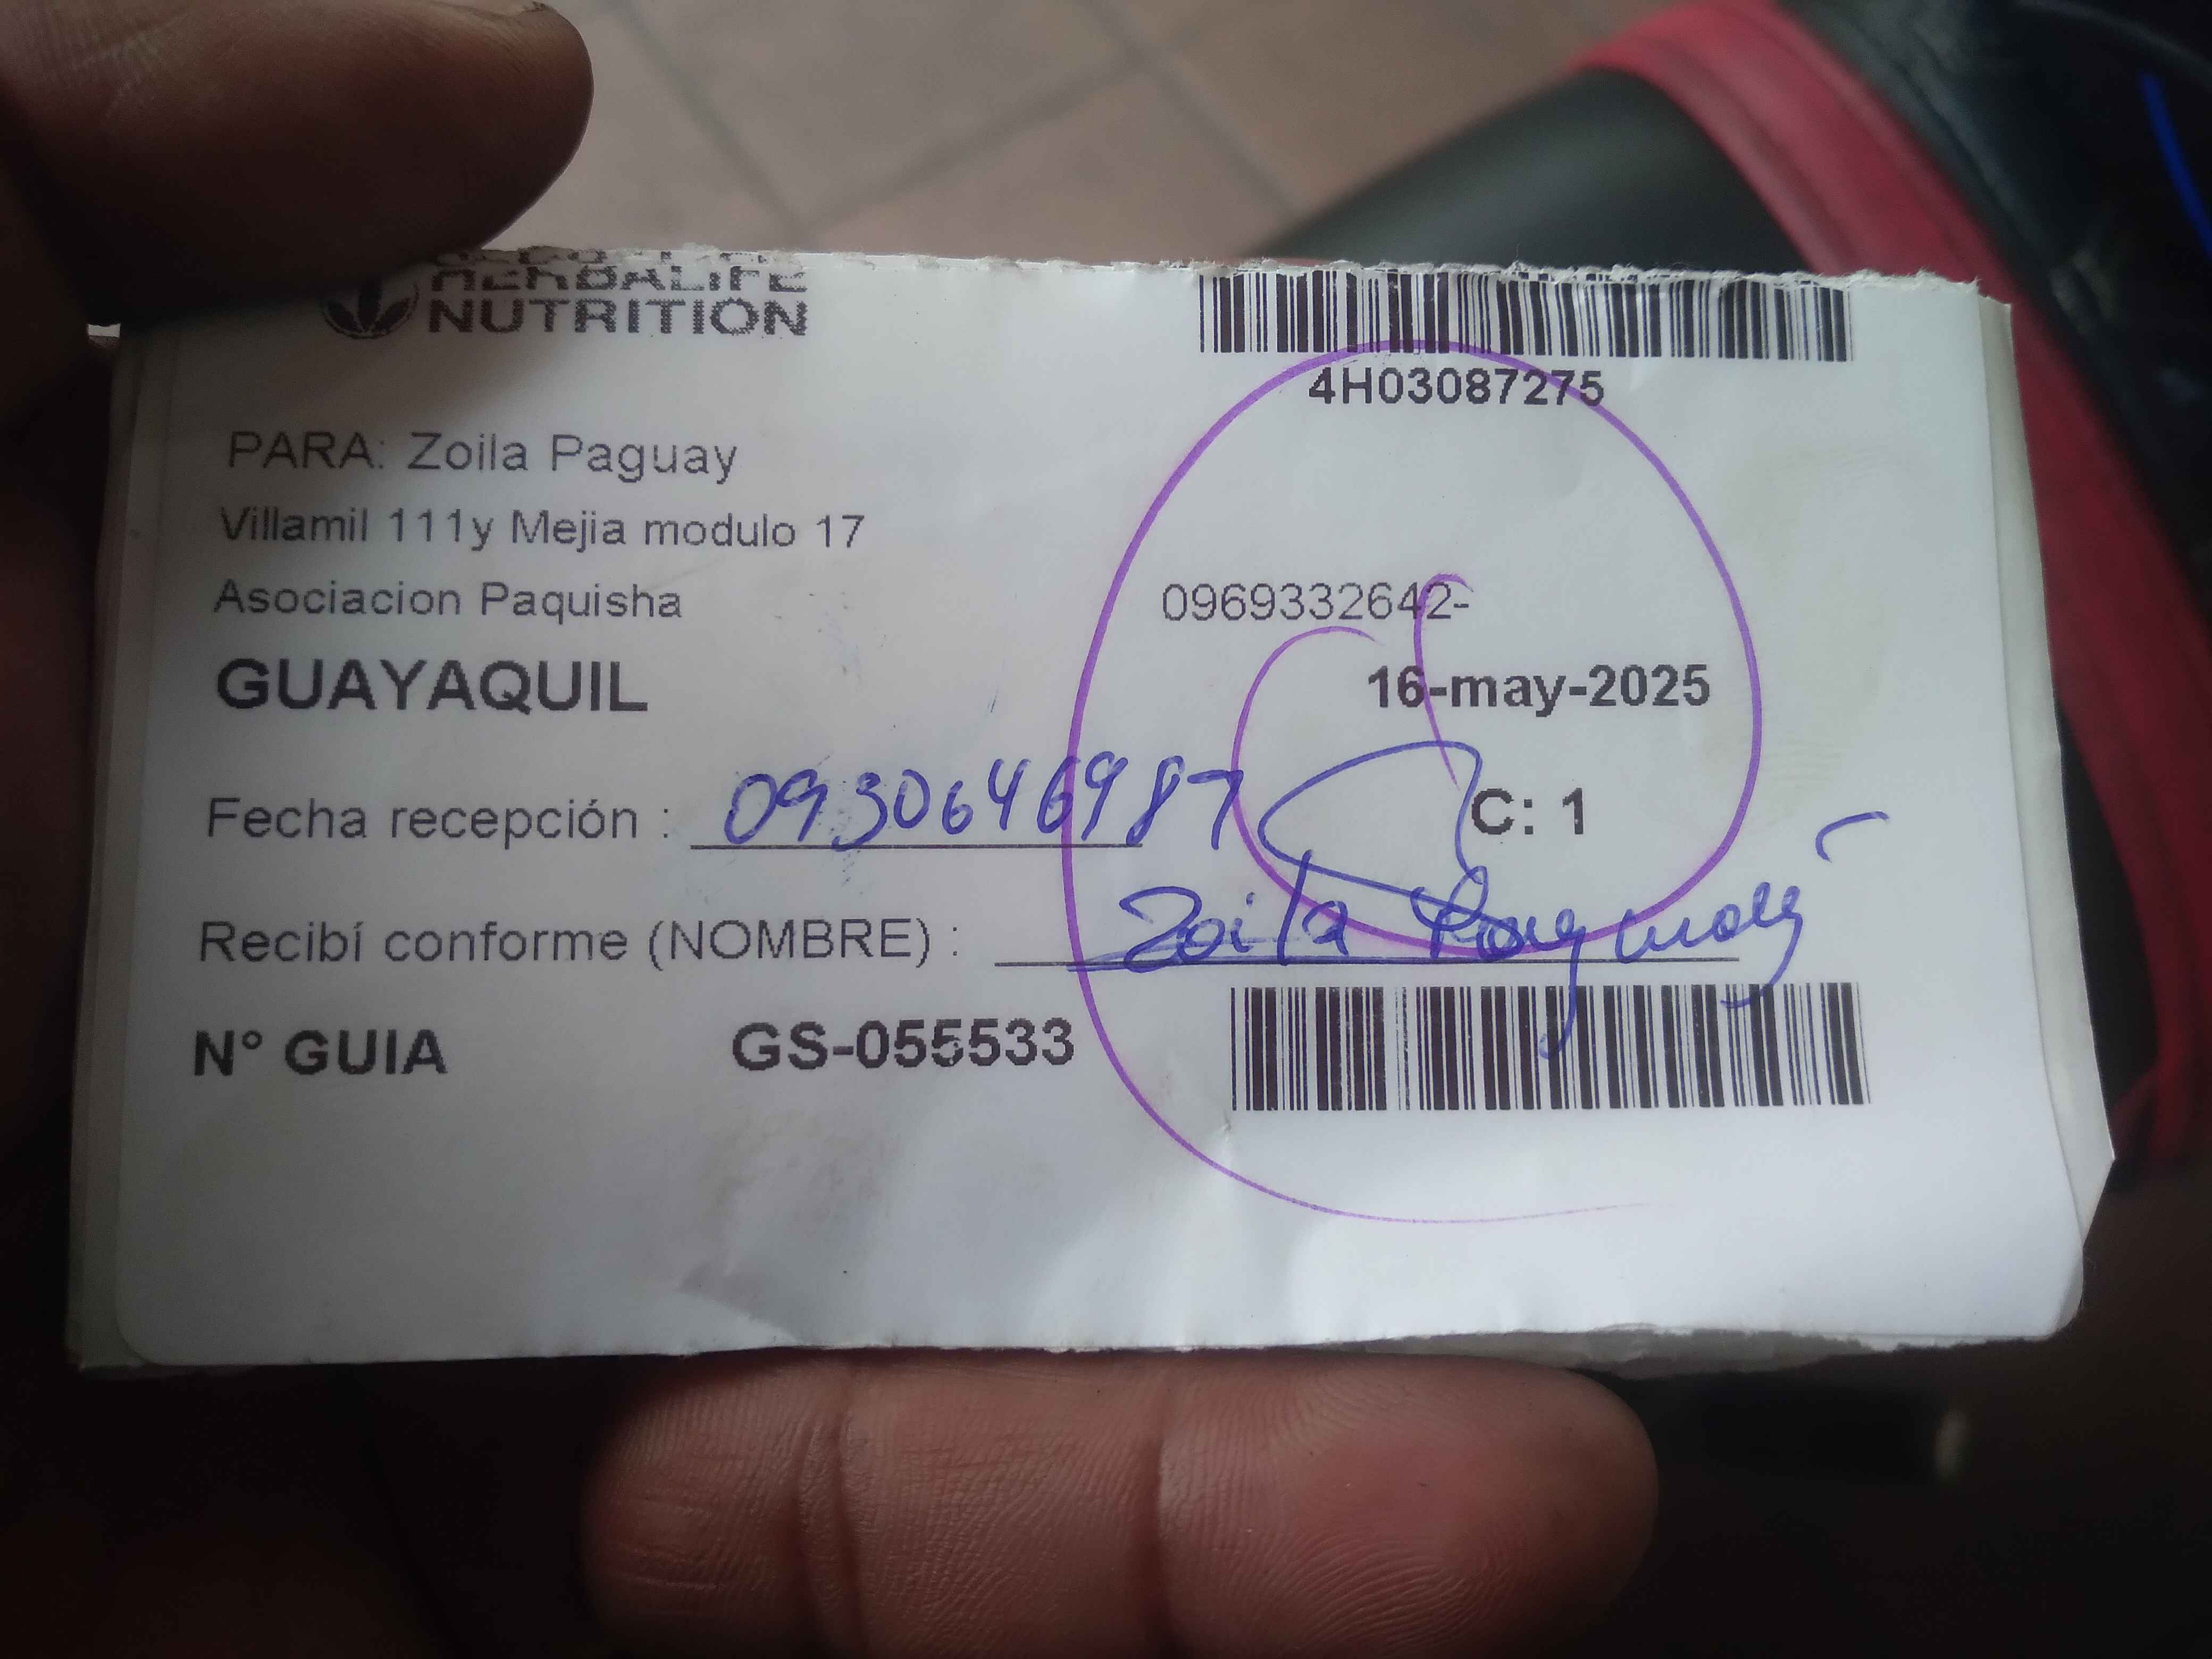 HERBALIFE
NUTRITION
4H03087275
PARA: Zoila Paguay
Villamil 111y Mejia modulo 17
Asociacion Paquisha 0969332642-
GUAYAQUIL 16-may-2025
Fecha recepción : 0930646987 C: 1
Recibí conforme (NOMBRE) : Zoila Paguay
N° GUIA GS-055533